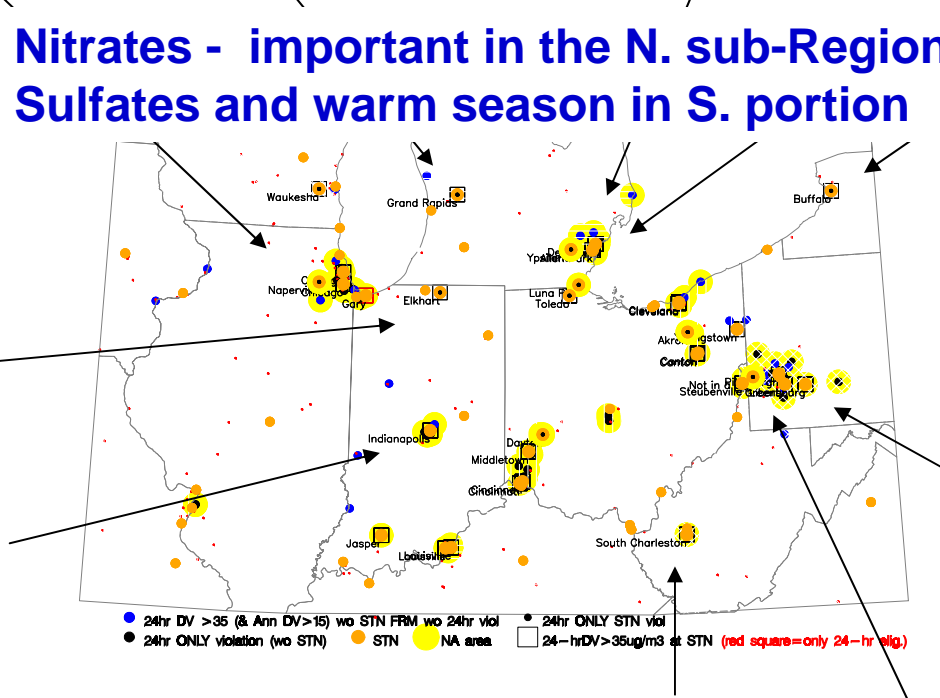 Nitrates - important in the N. sub-Region
Sulfates and warm season in S. portion
Waukesha
Grand Rapids
Buffalo
Luna
Toledo
Elkhart
Gary
Cleveland
Canton
Not in a
Steubenville
Indianapolis
Middletown
Cincinnati
Jasper
Louisville
South Charleston
24hr DV >35 (& Ann DV>15) wo STN FRM wo 24hr viol
24hr ONLY STN viol
24hr ONLY violation (wo STN)
STN
NA area
24-hrDV>35ug/m3 at STN (red square=only 24-hr elig.)